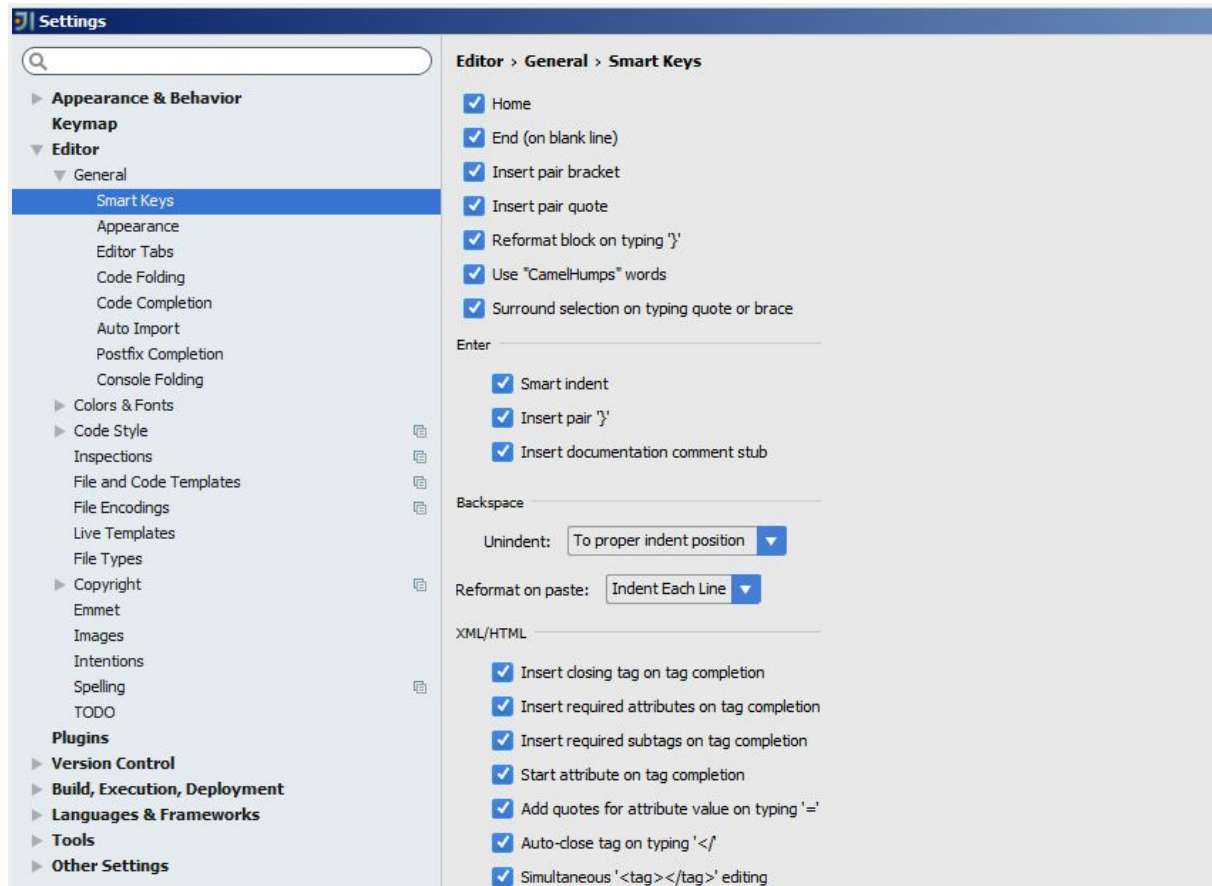 Settings
Appearance & Behavior
Keymap
Editor
General
Smart Keys
Appearance
Editor Tabs
Code Folding
Code Completion
Auto Import
Postfix Completion
Console Folding
Colors & Fonts
Code Style
Inspections
File and Code Templates
File Encodings
Live Templates
File Types
Copyright
Emmet
Images
Intentions
Spelling
TODO
Plugins
Version Control
Build, Execution, Deployment
Languages & Frameworks
Tools
Other Settings
Editor › General › Smart Keys
Home
End (on blank line)
Insert pair bracket
Insert pair quote
Reformat block on typing '}'
Use "CamelHumps" words
Surround selection on typing quote or brace
Enter
Smart indent
Insert pair '}'
Insert documentation comment stub
Backspace
Unindent: To proper indent position
Reformat on paste: Indent Each Line
XML/HTML
Insert closing tag on tag completion
Insert required attributes on tag completion
Insert required subtags on tag completion
Start attribute on tag completion
Add quotes for attribute value on typing '='
Auto-close tag on typing '</'
Simultaneous '<tag></tag>' editing